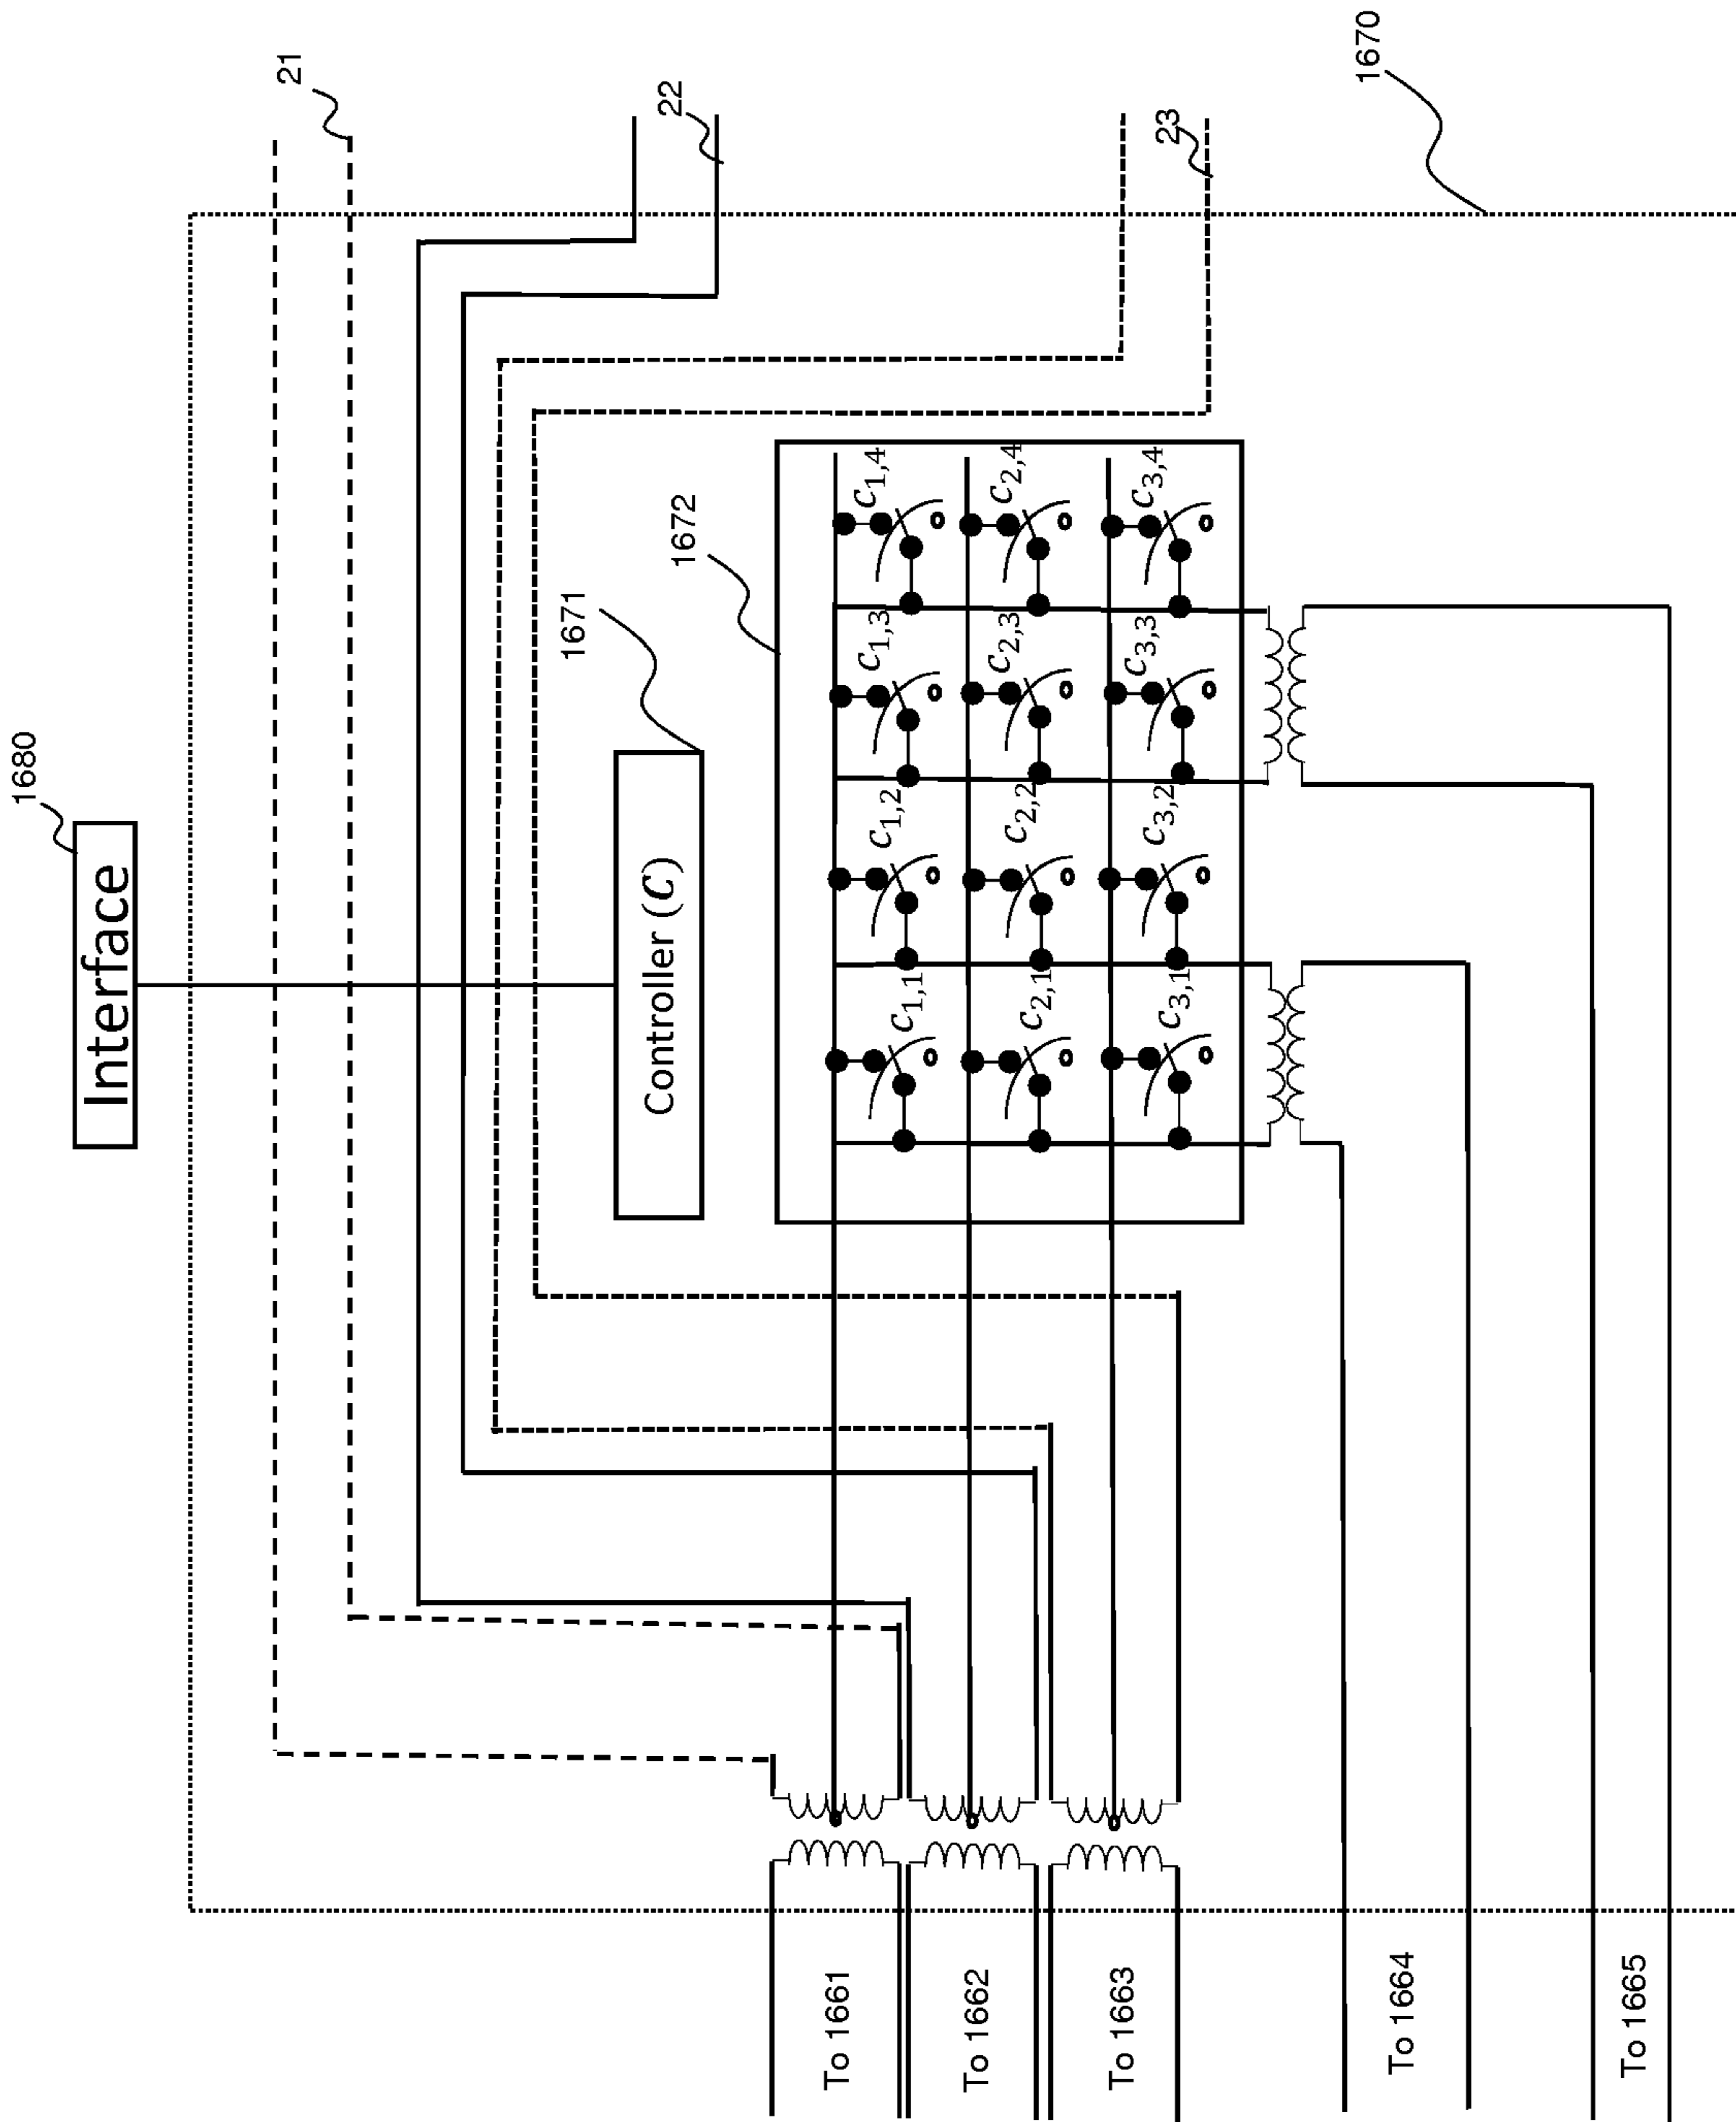 1680
Interface
21
22
23
1670
1671
Controller (C)
1672
c1,1
c1,2
c1,3
c1,4
c2,1
c2,2
c2,3
c2,4
c3,1
c3,2
c3,3
c3,4
To 1661
To 1662
To 1663
To 1664
To 1665